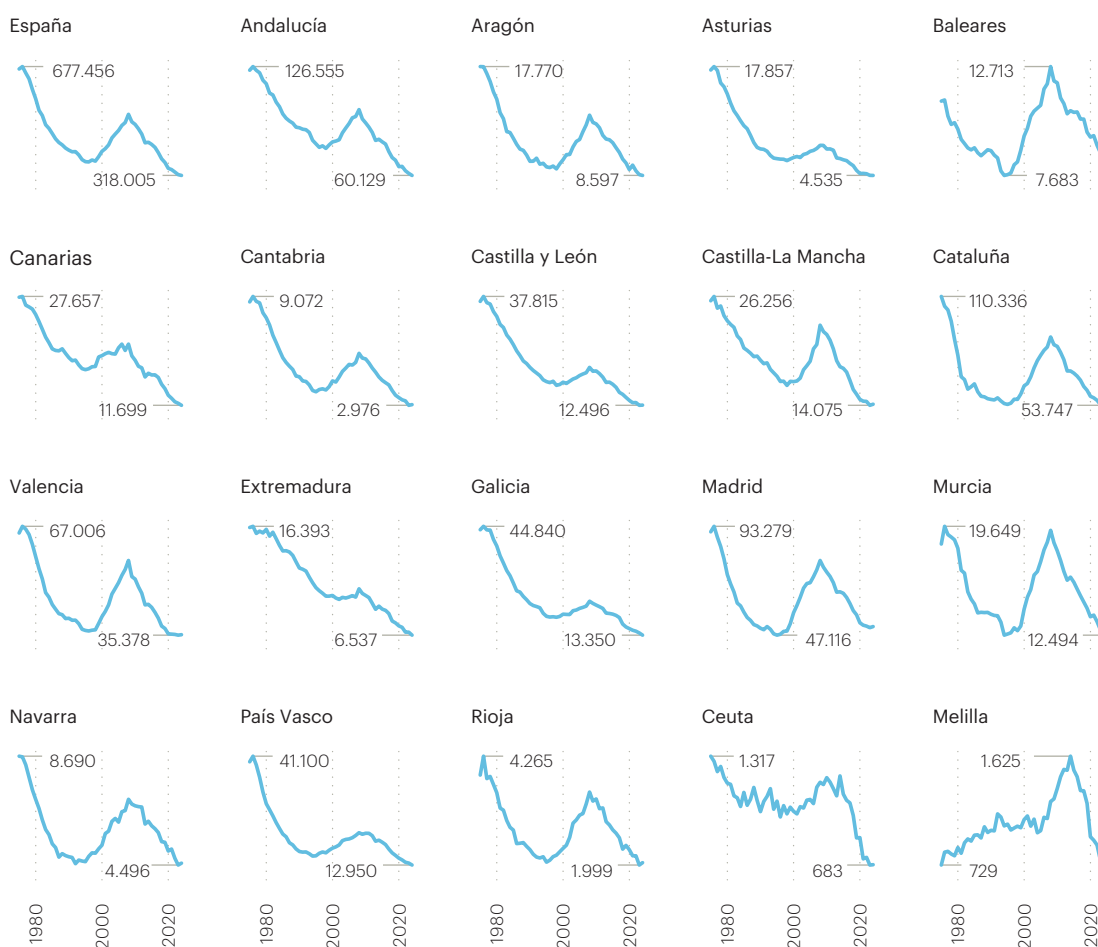 España Andalucía Aragón Asturias Baleares
677.456 126.555 17.770 17.857 12.713
318.005 60.129 8.597 4.535 7.683
Canarias Cantabria Castilla y León Castilla-La Mancha Cataluña
27.657 9.072 37.815 26.256 110.336
11.699 2.976 12.496 14.075 53.747
Valencia Extremadura Galicia Madrid Murcia
67.006 16.393 44.840 93.279 19.649
35.378 6.537 13.350 47.116 12.494
Navarra País Vasco Rioja Ceuta Melilla
8.690 41.100 4.265 1.317 1.625
4.496 12.950 1.999 683 729
1980 2000 2020 1980 2000 2020 1980 2000 2020 1980 2000 2020 1980 2000 2020